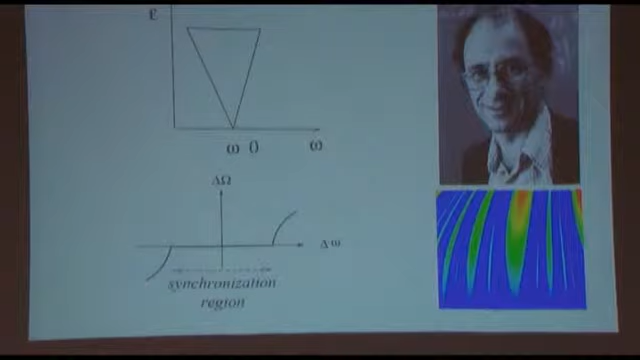 ε
ω 0
ω
ΔΩ
Δω
synchronization
region